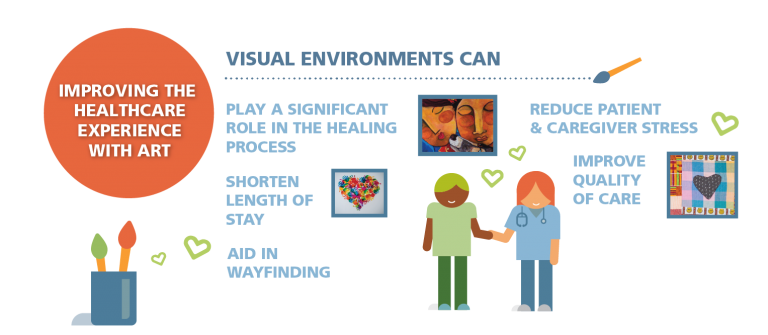 IMPROVING THE
HEALTHCARE
EXPERIENCE
WITH ART
VISUAL ENVIRONMENTS CAN
PLAY A SIGNIFICANT
ROLE IN THE HEALING
PROCESS
SHORTEN
LENGTH OF
STAY
AID IN
WAYFINDING
REDUCE PATIENT
& CAREGIVER STRESS
IMPROVE
QUALITY
OF CARE